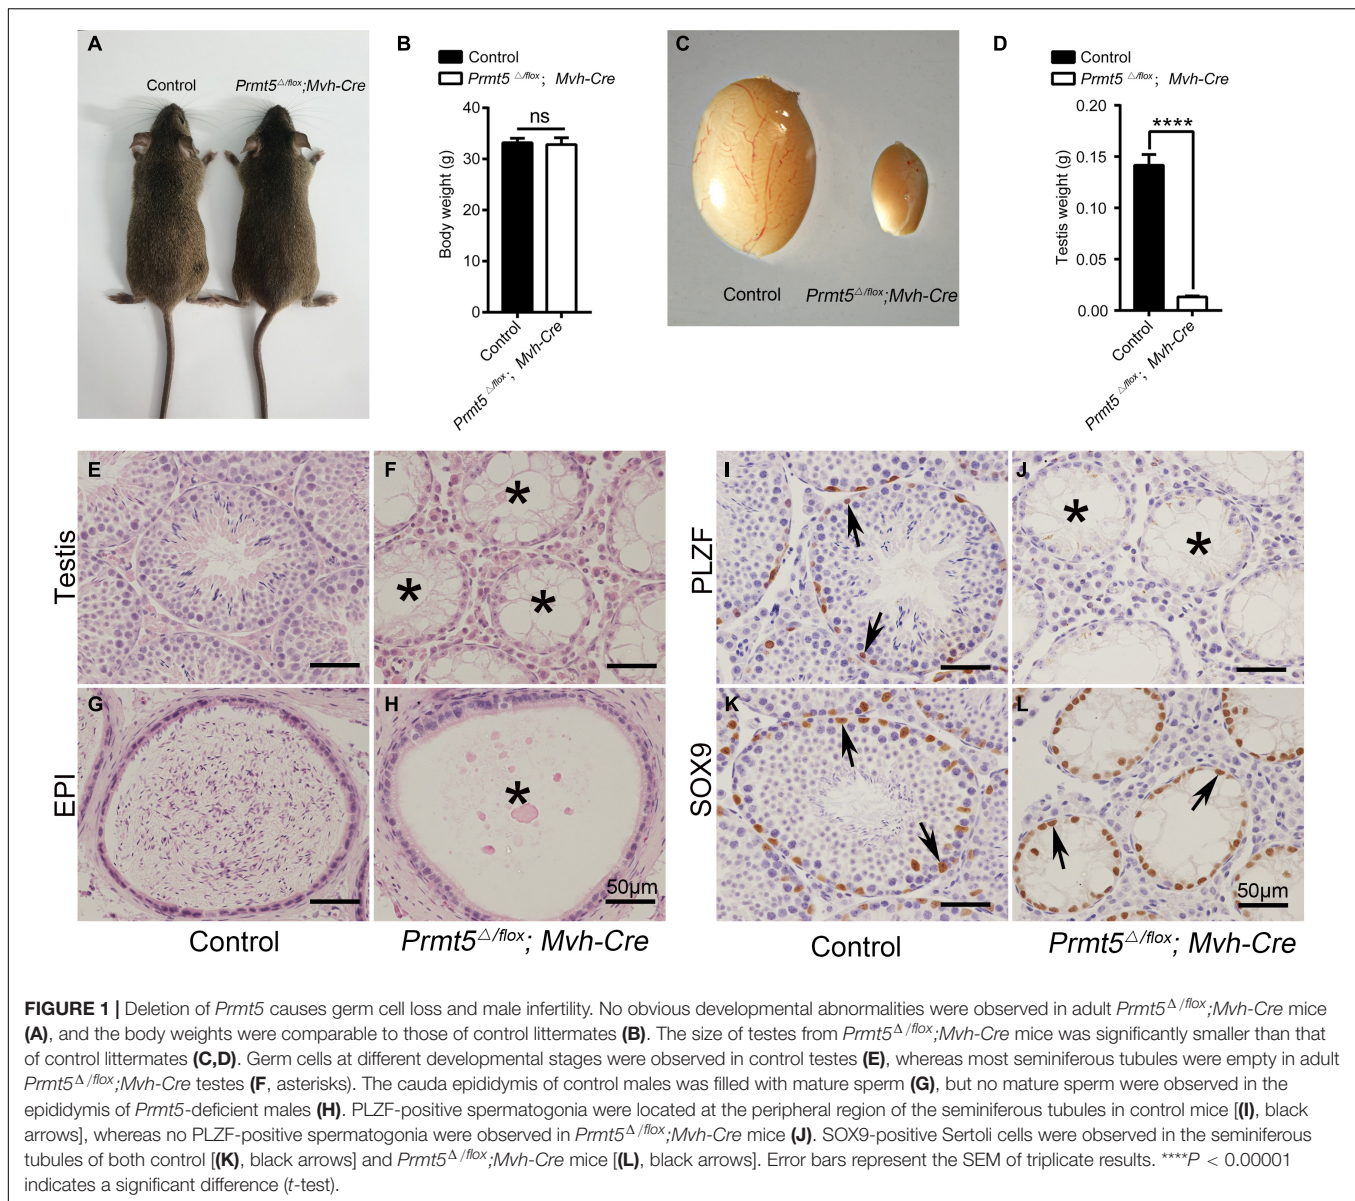 A
Control
Prmt5△/flox;Mvh-Cre
B
Control
Prmt5 △/flox; Mvh-Cre
40
30
20
10
0
Body weight (g)
ns
Control
Prmt5 △/flox; Mvh-Cre
C
Control
Prmt5△/flox;Mvh-Cre
D
Control
Prmt5 △/flox; Mvh-Cre
0.20
0.15
0.10
0.05
0.00
Testis weight (g)
****
Control
Prmt5 △/flox; Mvh-Cre
Testis
E
F
*
*
*
EPI
G
H
*
50µm
Control
Prmt5△/flox; Mvh-Cre
PLZF
I
J
*
*
SOX9
K
L
50µm
Control
Prmt5△/flox; Mvh-Cre
FIGURE 1 | Deletion of Prmt5 causes germ cell loss and male infertility. No obvious developmental abnormalities were observed in adult Prmt5Δ/flox;Mvh-Cre mice
(A), and the body weights were comparable to those of control littermates (B). The size of testes from Prmt5Δ/flox;Mvh-Cre mice was significantly smaller than that
of control littermates (C,D). Germ cells at different developmental stages were observed in control testes (E), whereas most seminiferous tubules were empty in adult
Prmt5Δ/flox;Mvh-Cre testes (F, asterisks). The cauda epididymis of control males was filled with mature sperm (G), but no mature sperm were observed in the
epididymis of Prmt5-deficient males (H). PLZF-positive spermatogonia were located at the peripheral region of the seminiferous tubules in control mice [(I), black
arrows], whereas no PLZF-positive spermatogonia were observed in Prmt5Δ/flox;Mvh-Cre mice (J). SOX9-positive Sertoli cells were observed in the seminiferous
tubules of both control [(K), black arrows] and Prmt5Δ/flox;Mvh-Cre mice [(L), black arrows]. Error bars represent the SEM of triplicate results. ****P < 0.00001
indicates a significant difference (t-test).